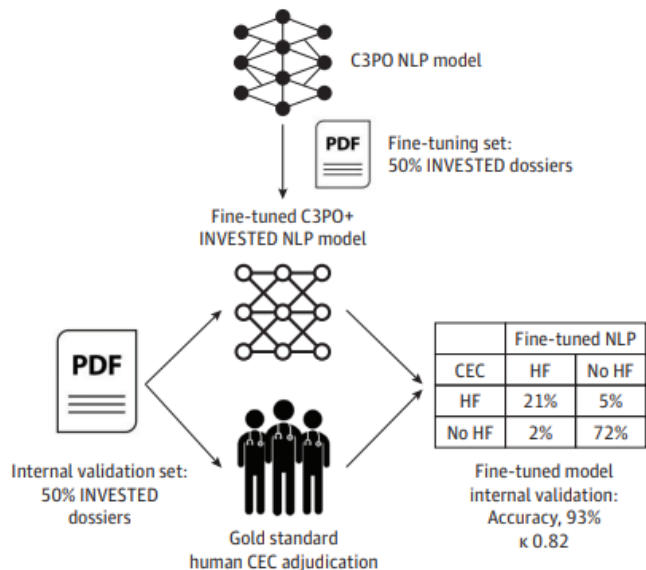 C3PO NLP model
PDF
Fine-tuning set:
50% INVESTED dossiers
Fine-tuned C3PO+
INVESTED NLP model
PDF
Internal validation set:
50% INVESTED
dossiers
Gold standard
human CEC adjudication
Fine-tuned NLP
CEC HF No HF
HF 21% 5%
No HF 2% 72%
Fine-tuned model
internal validation:
Accuracy, 93%
κ 0.82